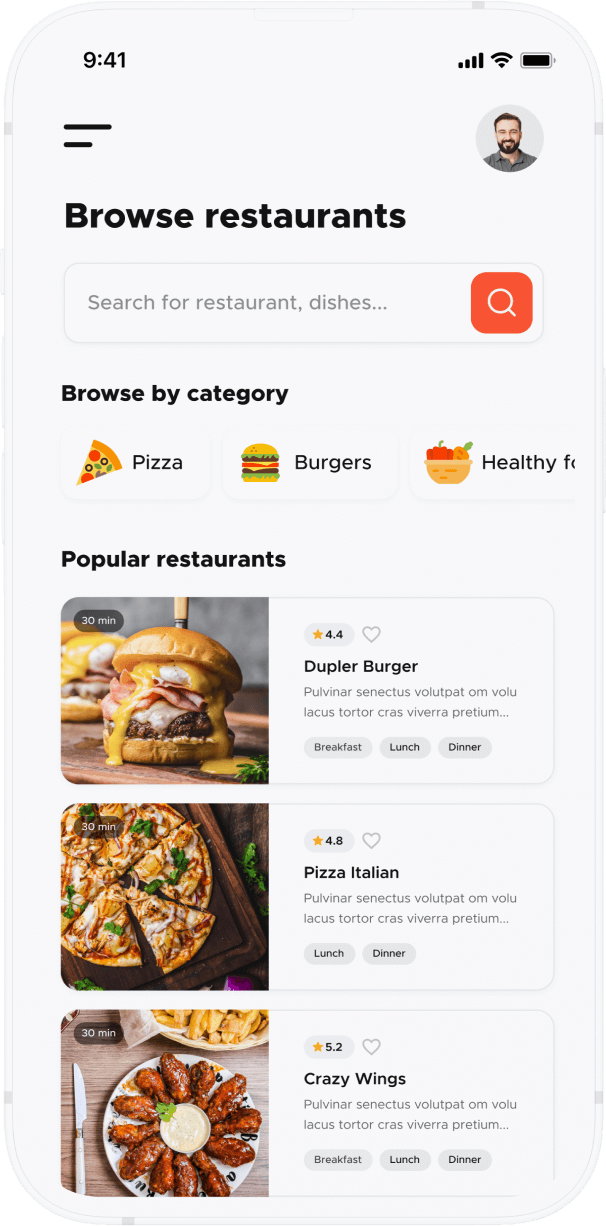 9:41
Browse restaurants
Search for restaurant, dishes...
Browse by category
Pizza
Burgers
Healthy fo
Popular restaurants
30 min
4.4
Dupler Burger
Pulvinar senectus volutpat om volu
lacus tortor cras viverra pretium...
Breakfast
Lunch
Dinner
30 min
4.8
Pizza Italian
Pulvinar senectus volutpat om volu
lacus tortor cras viverra pretium...
Lunch
Dinner
30 min
5.2
Crazy Wings
Pulvinar senectus volutpat om volu
lacus tortor cras viverra pretium...
Breakfast
Lunch
Dinner